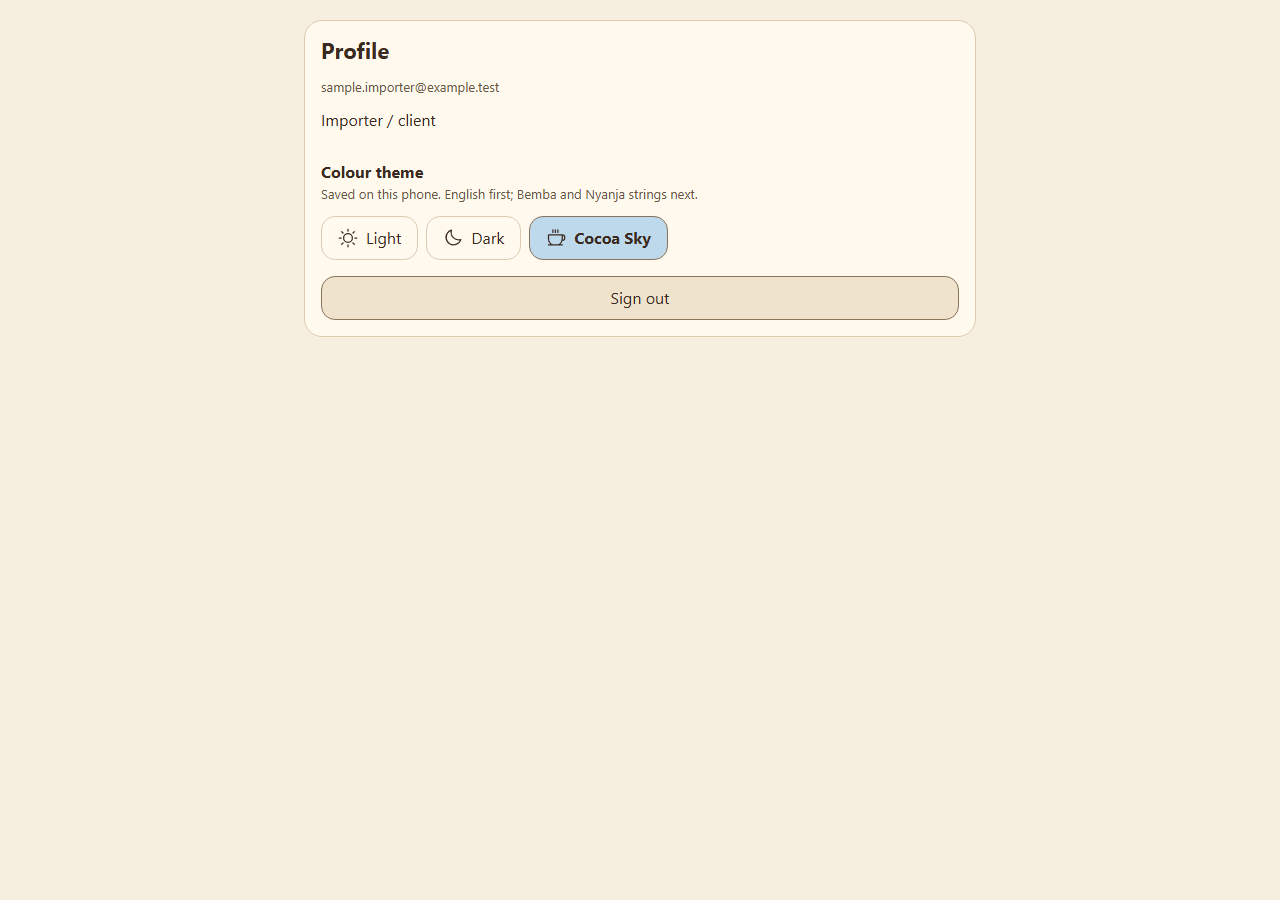 Profile
sample.importer@example.test
Importer / client
Colour theme
Saved on this phone. English first; Bemba and Nyanja strings next.
Light Dark Cocoa Sky
Sign out